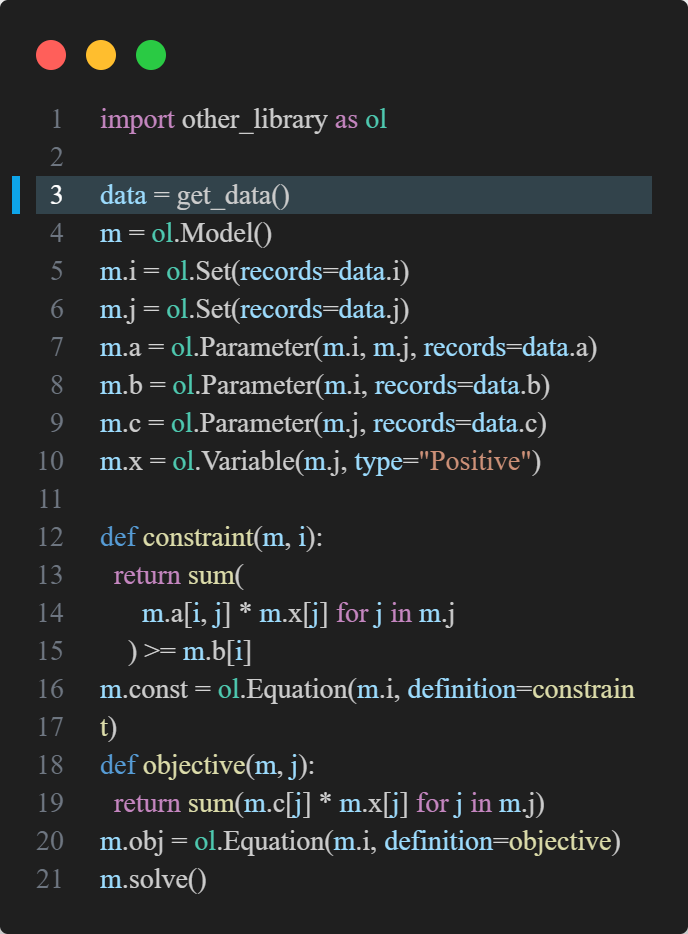 1 import other_library as ol
2
3 data = get_data()
4 m = ol.Model()
5 m.i = ol.Set(records=data.i)
6 m.j = ol.Set(records=data.j)
7 m.a = ol.Parameter(m.i, m.j, records=data.a)
8 m.b = ol.Parameter(m.i, records=data.b)
9 m.c = ol.Parameter(m.j, records=data.c)
10 m.x = ol.Variable(m.j, type="Positive")
11
12 def constraint(m, i):
13   return sum(
14       m.a[i, j] * m.x[j] for j in m.j
15     ) >= m.b[i]
16 m.const = ol.Equation(m.i, definition=constrain
17 t)
18 def objective(m, j):
19   return sum(m.c[j] * m.x[j] for j in m.j)
20 m.obj = ol.Equation(m.i, definition=objective)
21 m.solve()